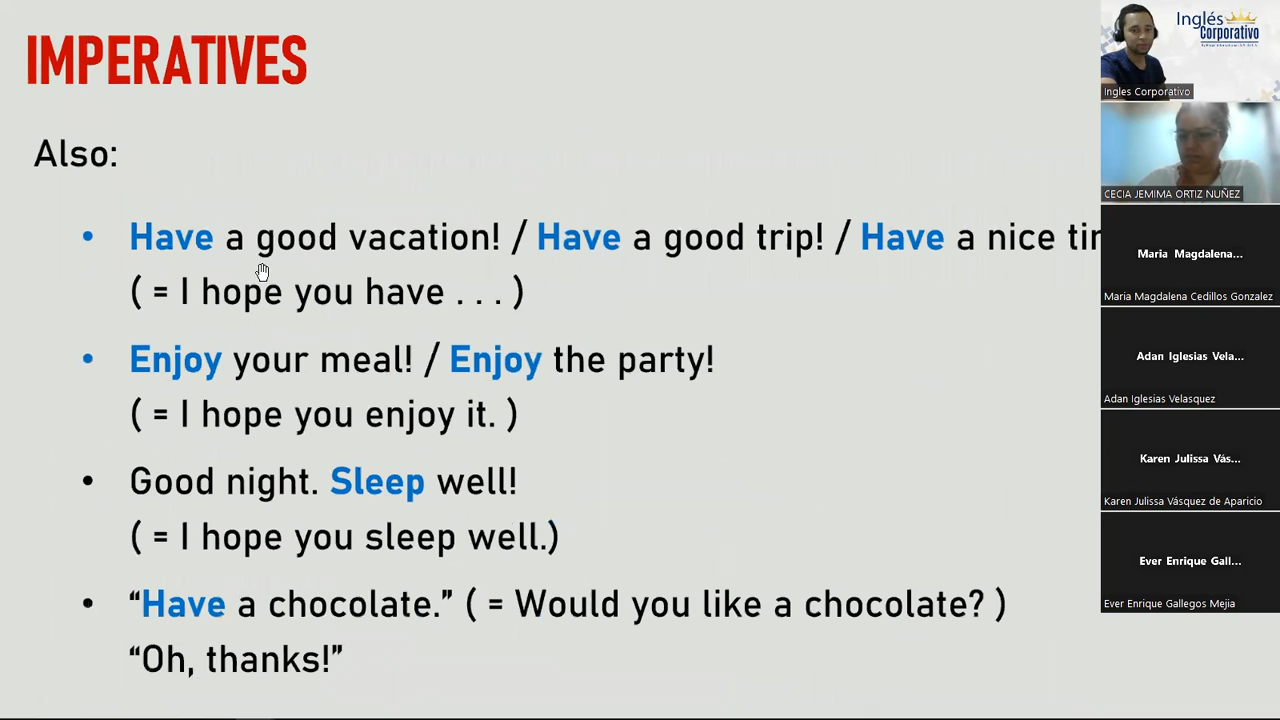 IMPERATIVES
Also:
• Have a good vacation! / Have a good trip! / Have a nice tir
( = I hope you have . . . )
• Enjoy your meal! / Enjoy the party!
( = I hope you enjoy it. )
• Good night. Sleep well!
( = I hope you sleep well.)
• “Have a chocolate.” ( = Would you like a chocolate? )
“Oh, thanks!”
Inglés
Corporativo
Ingles Corporativo
CECIA JEMIMA ORTIZ NUÑEZ
Maria Magdalena...
Maria Magdalena Cedillos Gonzalez
Adan Iglesias Vela...
Adan Iglesias Velasquez
Karen Julissa Vás...
Karen Julissa Vásquez de Aparicio
Ever Enrique Gall...
Ever Enrique Gallegos Mejia